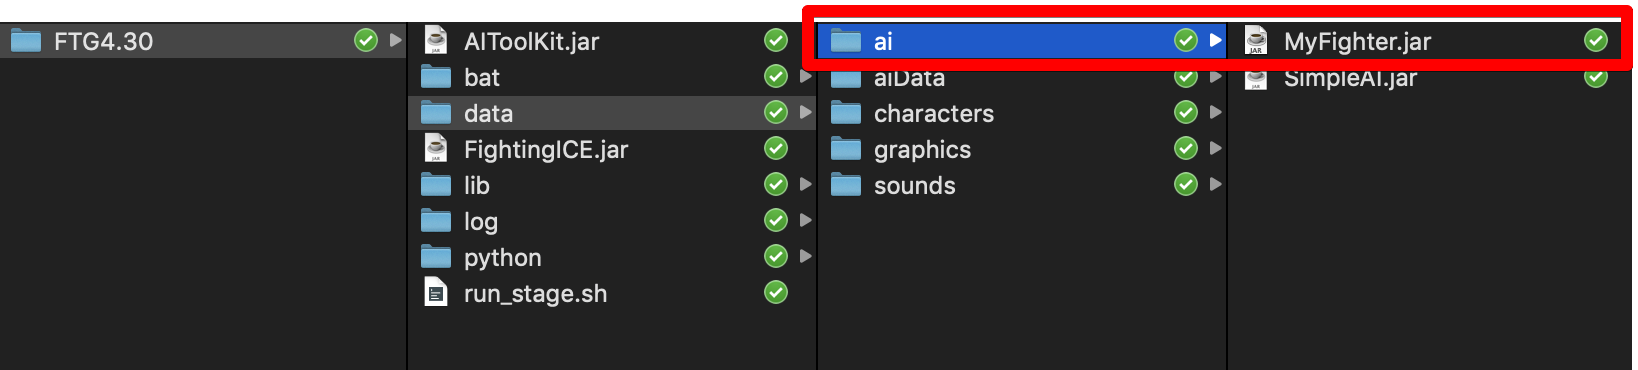 FTG4.30
AIToolKit.jar
bat
data
FightingICE.jar
lib
log
python
run_stage.sh
ai
aiData
characters
graphics
sounds
MyFighter.jar
SimpleAI.jar